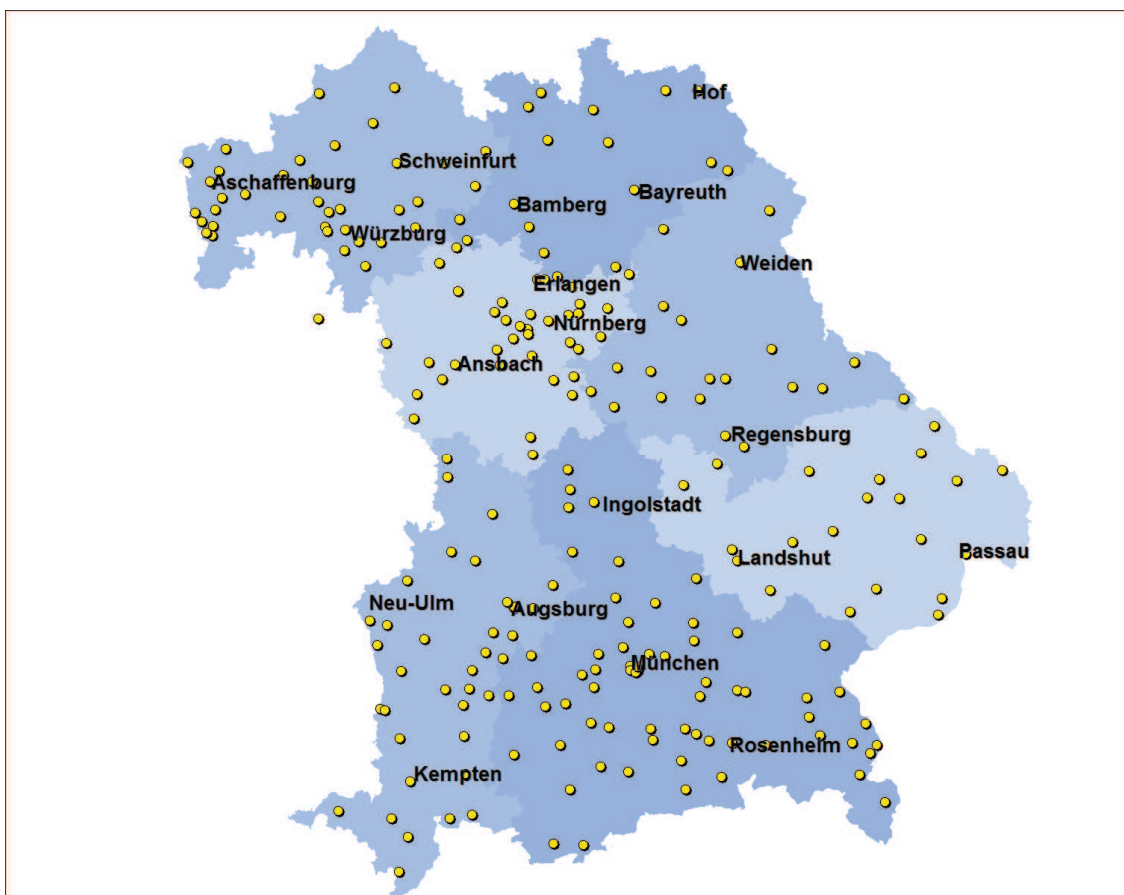 Hof
Schweinfurt
Aschaffenburg
Bayreuth
Bamberg
Würzburg
Weiden
Erlangen
Nürnberg
Ansbach
Regensburg
Ingolstadt
Passau
Landshut
Neu-Ulm
Augsburg
München
Rosenheim
Kempten